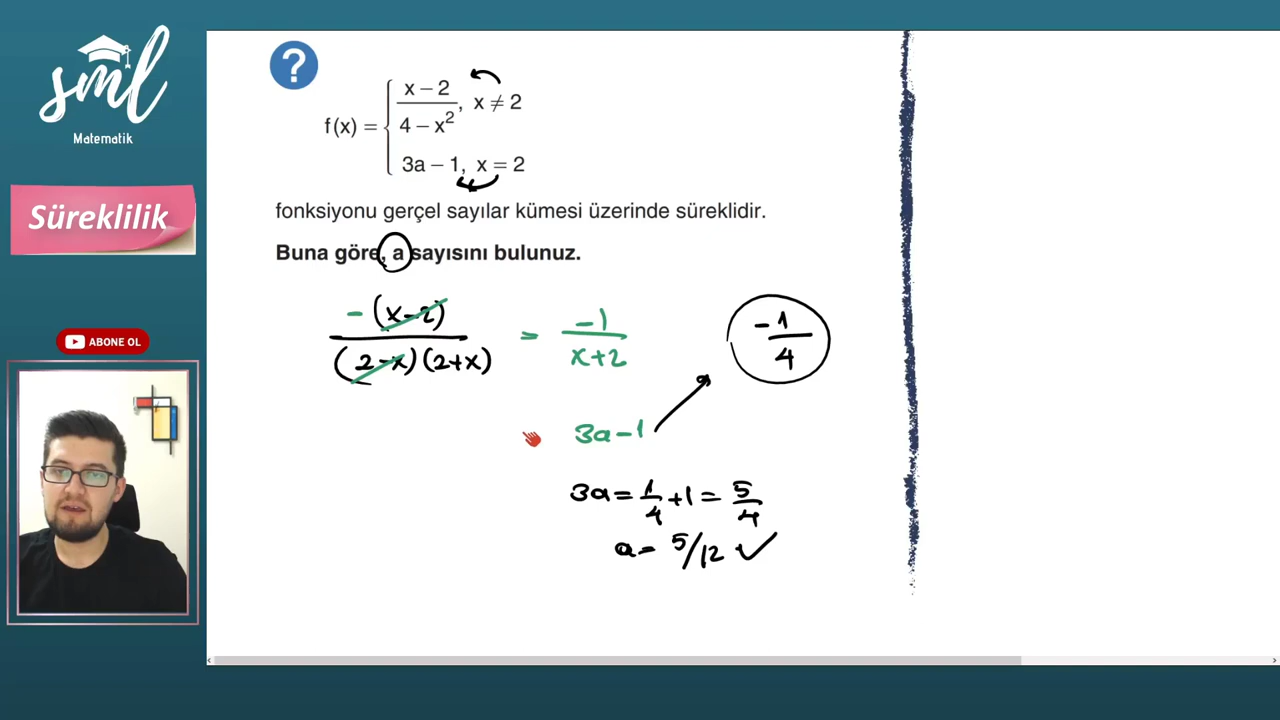 sml
Matematik
Süreklilik
ABONE OL
?
f(x) = { (x − 2)/(4 − x²), x ≠ 2
3a − 1, x = 2
fonksiyonu gerçel sayılar kümesi üzerinde süreklidir.
Buna göre, a sayısını bulunuz.
-(x-2)/((2-x)(2+x)) = -1/(x+2)
-1/4
3a-1
3a = 1/4 + 1 = 5/4
a = 5/12 ✓